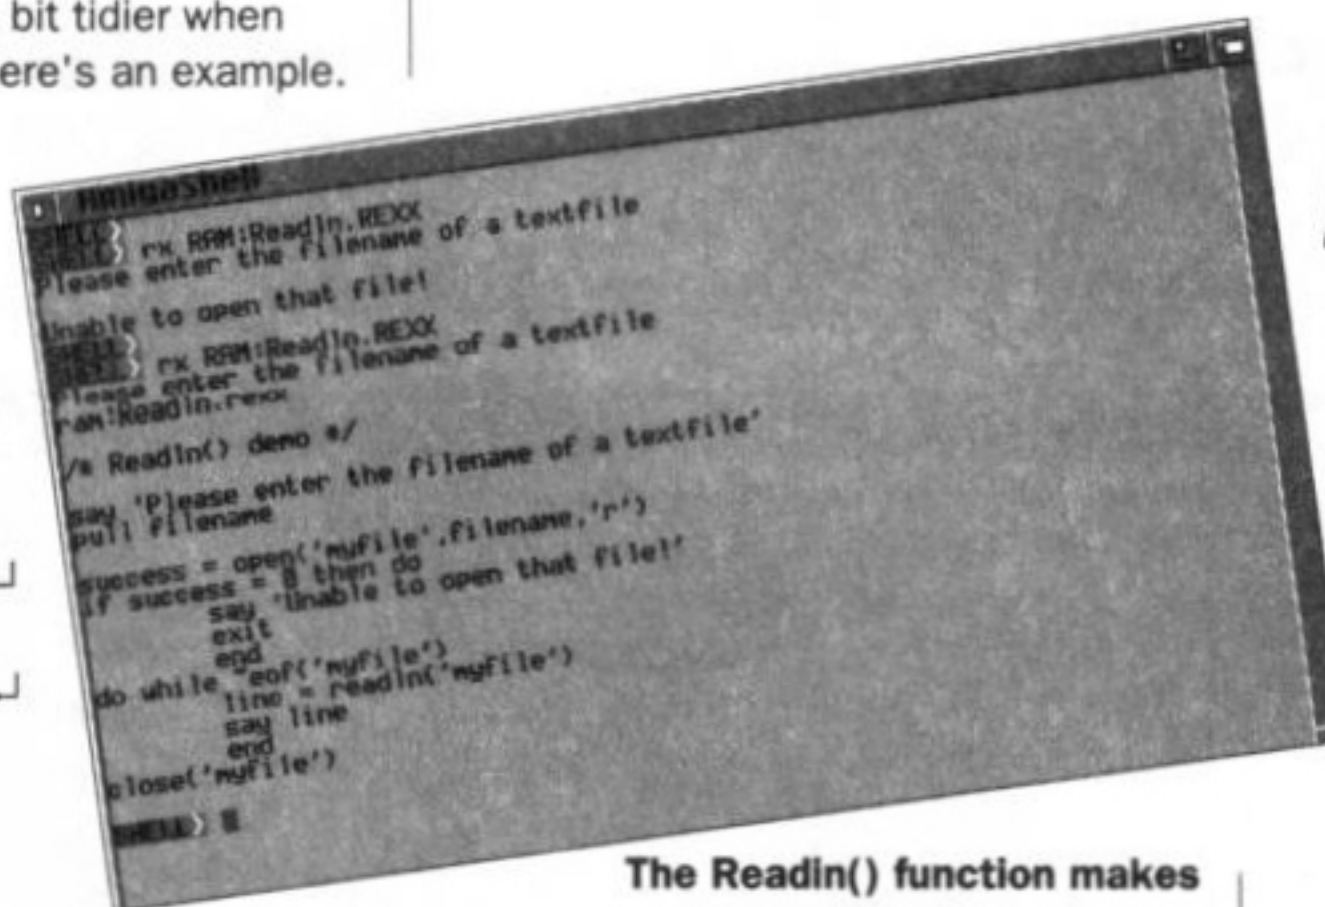 bit tidier when
ere's an example.
AmigaShell
SHELL> rx RAM:Readln.REXX
Please enter the filename of a textfile
Unable to open that file!
SHELL> rx RAM:Readln.REXX
Please enter the filename of a textfile
ram:Readln.rexx
/* Readln() demo */
say 'Please enter the filename of a textfile'
pull filename
success = open('myfile',filename,'r')
if success = 0 then do
say 'Unable to open that file!'
exit
end
do while ~eof('myfile')
line = readln('myfile')
say line
end
close('myfile')
SHELL>
The Readln() function makes